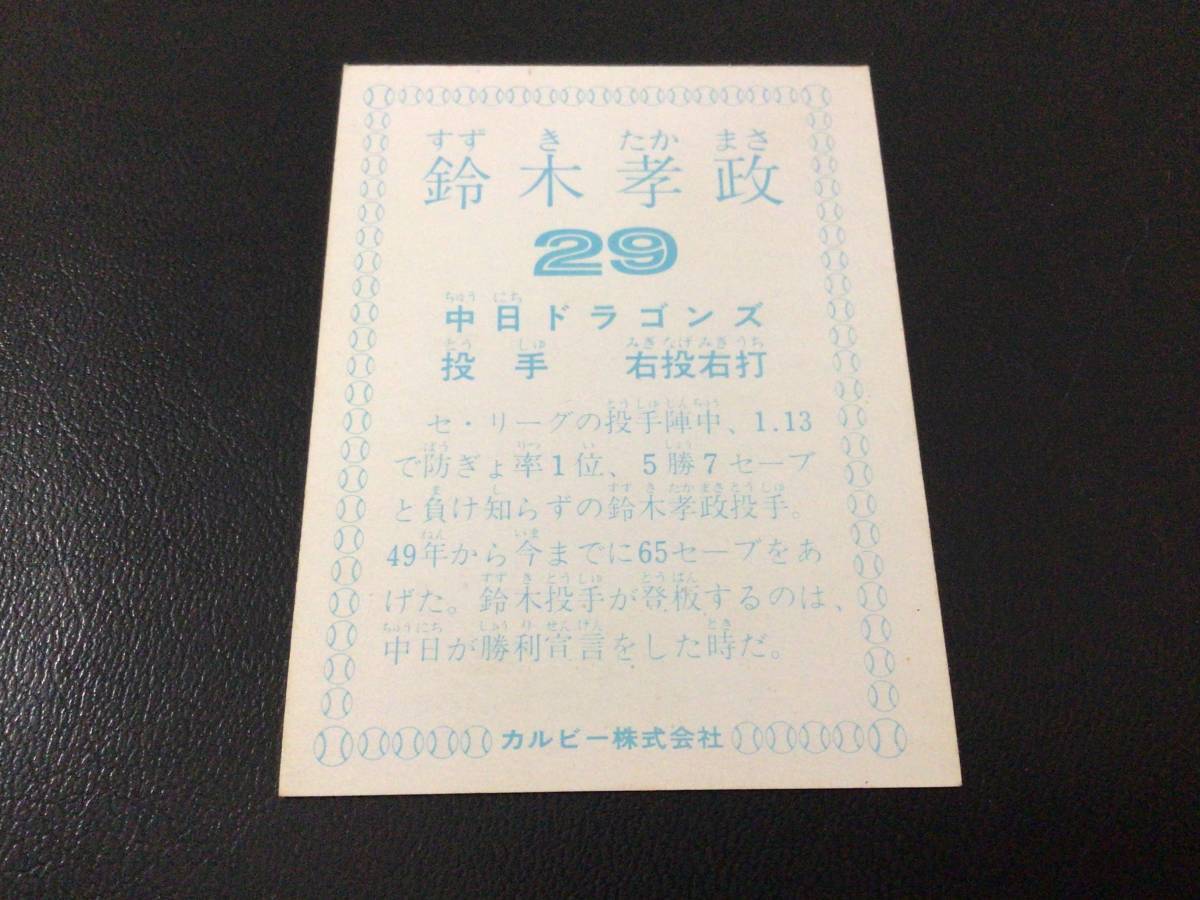 すず き たか まさ
鈴木孝政
29
ちゅう にち
中日ドラゴンズ
とう しゅ みぎ なげ みぎ うち
投手 右投右打
とう しゅ じん ちゅう
セ・リーグの投手陣中、1.13
ぼう りつ い しょう
で防ぎょ率1位、5勝7セーブ
ま し すず き たか まさ とう しゅ
と負け知らずの鈴木孝政投手。
ねん いま
49年から今までに65セーブをあ
すず き とう しゅ とう ばん
げた。鈴木投手が登板するのは、
ちゅう にち しょう り せん げん とき
中日が勝利宣言をした時だ。
カルビー株式会社